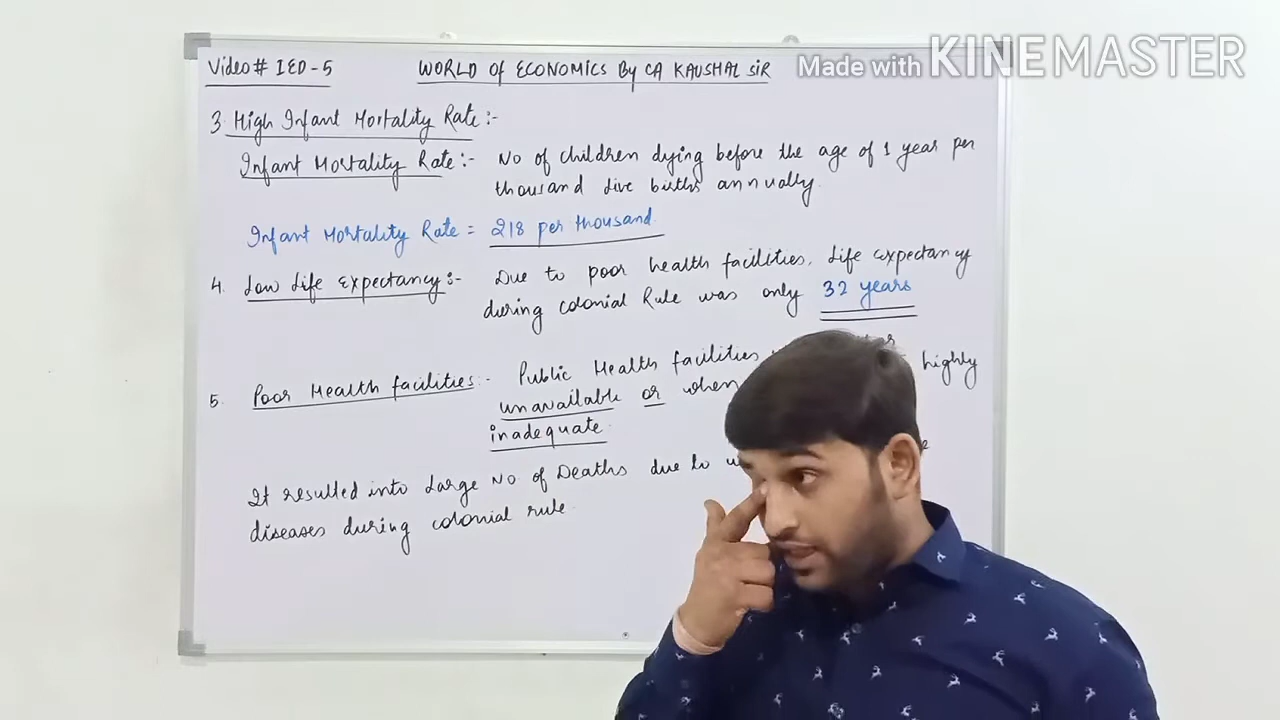 Made with KINEMASTER
Video# IED-5 WORLD of ECONOMICS By CA KAUSHAL SIR
3. High Infant Mortality Rate:-
Infant Mortality Rate:- No of children dying before the age of 1 year per
thousand live births annually.
Infant Mortality Rate = 218 per thousand.
4. Low Life Expectancy:- Due to poor health facilities, Life expectancy
during colonial Rule was only 32 years
5. Poor Health facilities:- Public Health facilities
unavailable or when highly
inadequate.
It resulted into Large No of Deaths due to
diseases during colonial rule.